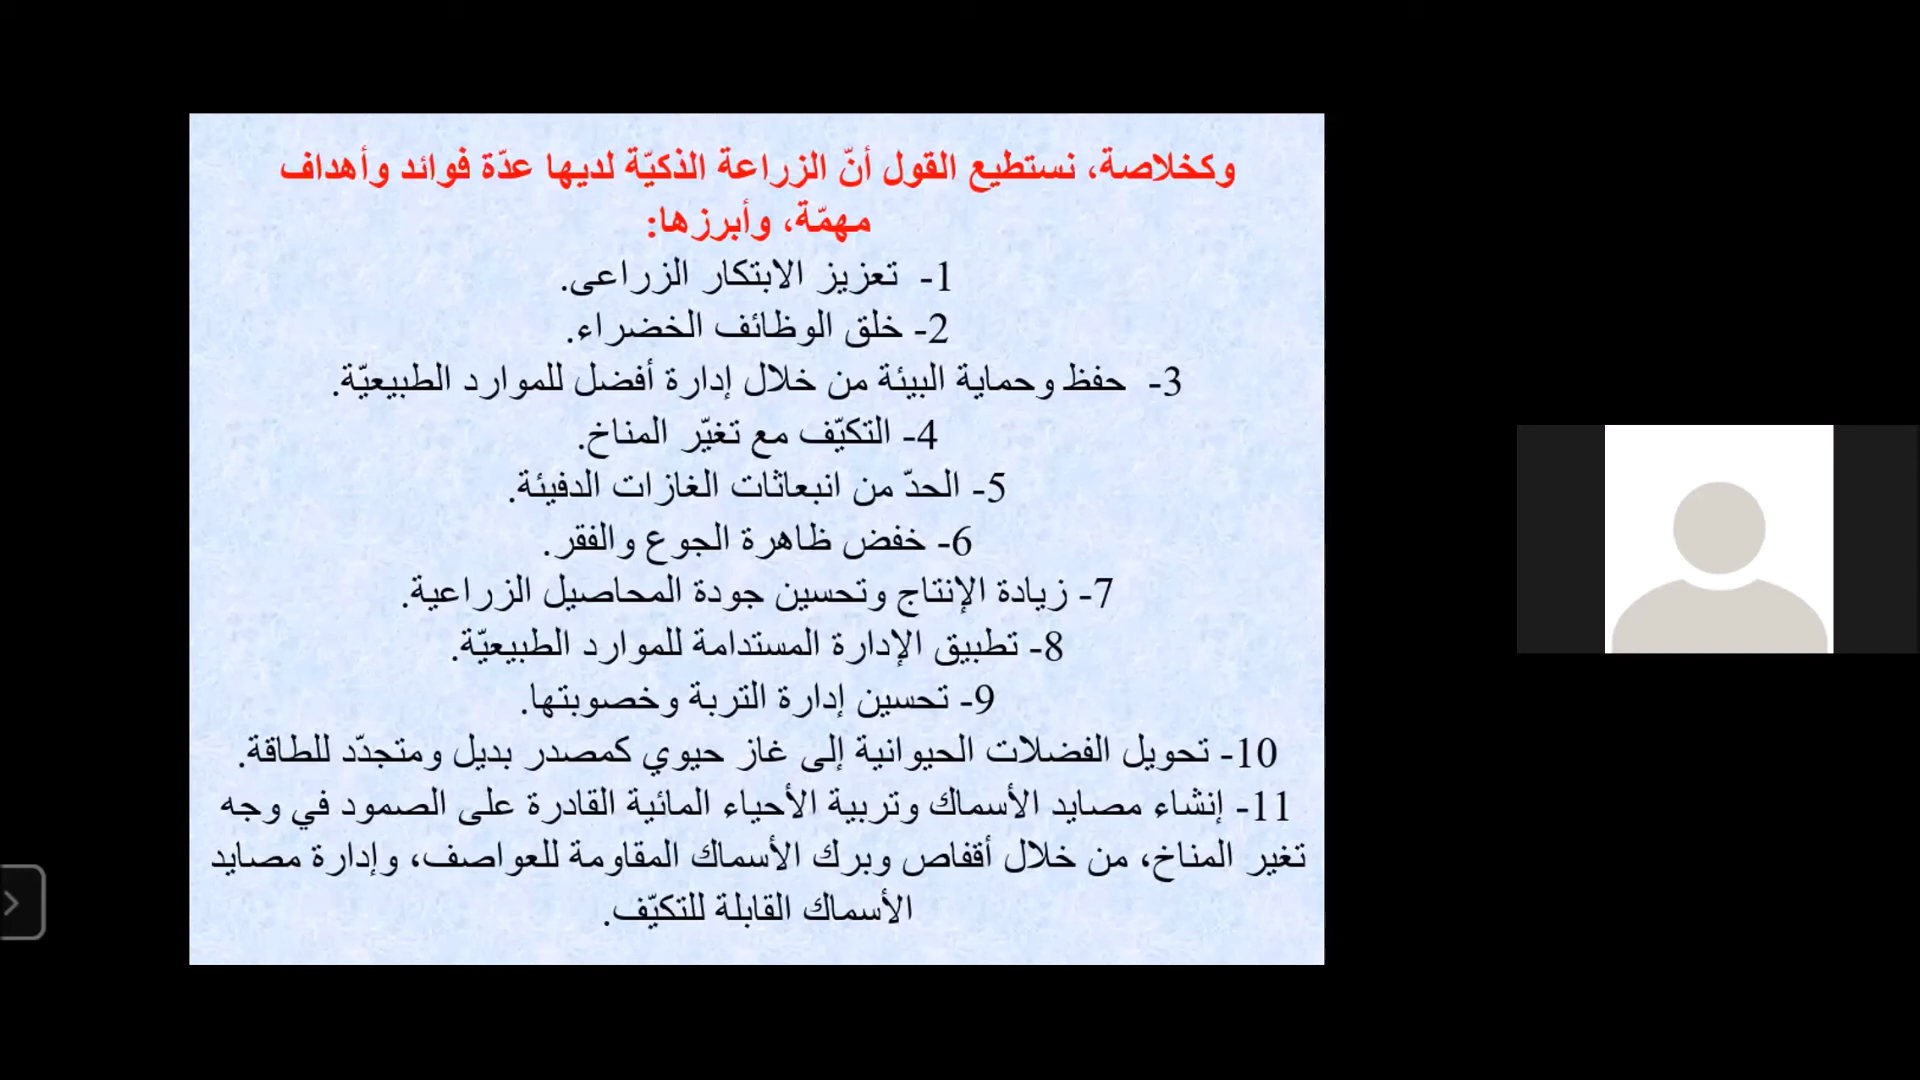 وكخلاصة، نستطيع القول أنّ الزراعة الذكيّة لديها عدّة فوائد وأهداف
مهمّة، وأبرزها:
1- تعزيز الابتكار الزراعى.
2- خلق الوظائف الخضراء.
3- حفظ وحماية البيئة من خلال إدارة أفضل للموارد الطبيعيّة.
4- التكيّف مع تغيّر المناخ.
5- الحدّ من انبعاثات الغازات الدفيئة.
6- خفض ظاهرة الجوع والفقر.
7- زيادة الإنتاج وتحسين جودة المحاصيل الزراعية.
8- تطبيق الإدارة المستدامة للموارد الطبيعيّة.
9- تحسين إدارة التربة وخصوبتها.
10- تحويل الفضلات الحيوانية إلى غاز حيوي كمصدر بديل ومتجدّد للطاقة.
11- إنشاء مصايد الأسماك وتربية الأحياء المائية القادرة على الصمود في وجه
تغير المناخ، من خلال أقفاص وبرك الأسماك المقاومة للعواصف، وإدارة مصايد
الأسماك القابلة للتكيّف.